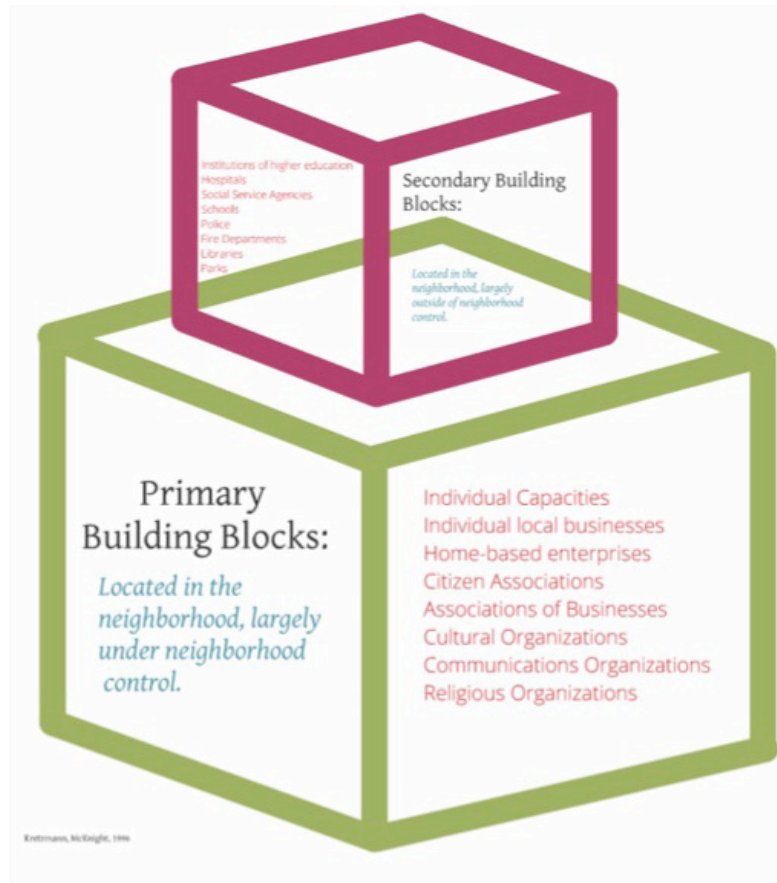 Institutions of higher education
Hospitals
Social Service Agencies
Schools
Police
Fire Departments
Libraries
Parks
Secondary Building
Blocks:
Located in the
neighborhood, largely
outside of neighborhood
control.
Primary
Building Blocks:
Located in the
neighborhood, largely
under neighborhood
control.
Individual Capacities
Individual local businesses
Home-based enterprises
Citizen Associations
Associations of Businesses
Cultural Organizations
Communications Organizations
Religious Organizations
Kretzmann, McKnight, 1996